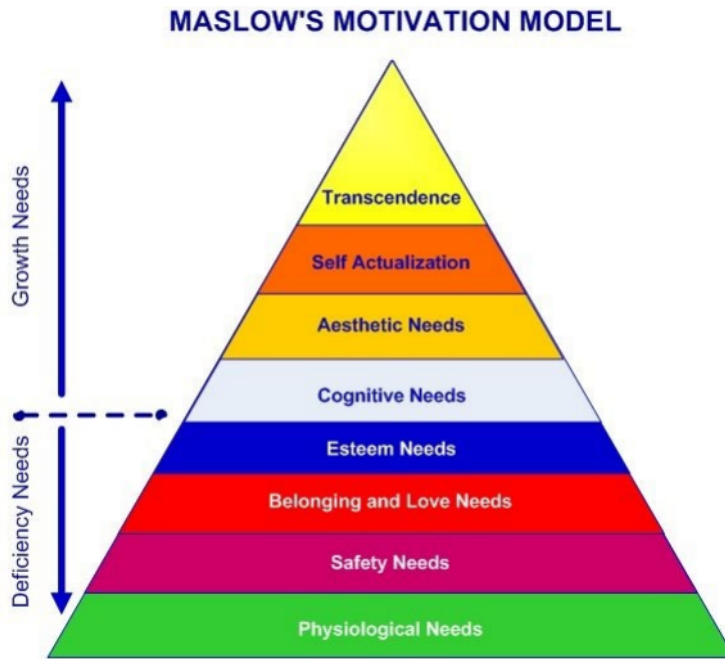 MASLOW'S MOTIVATION MODEL
Growth Needs
Deficiency Needs
Transcendence
Self Actualization
Aesthetic Needs
Cognitive Needs
Esteem Needs
Belonging and Love Needs
Safety Needs
Physiological Needs